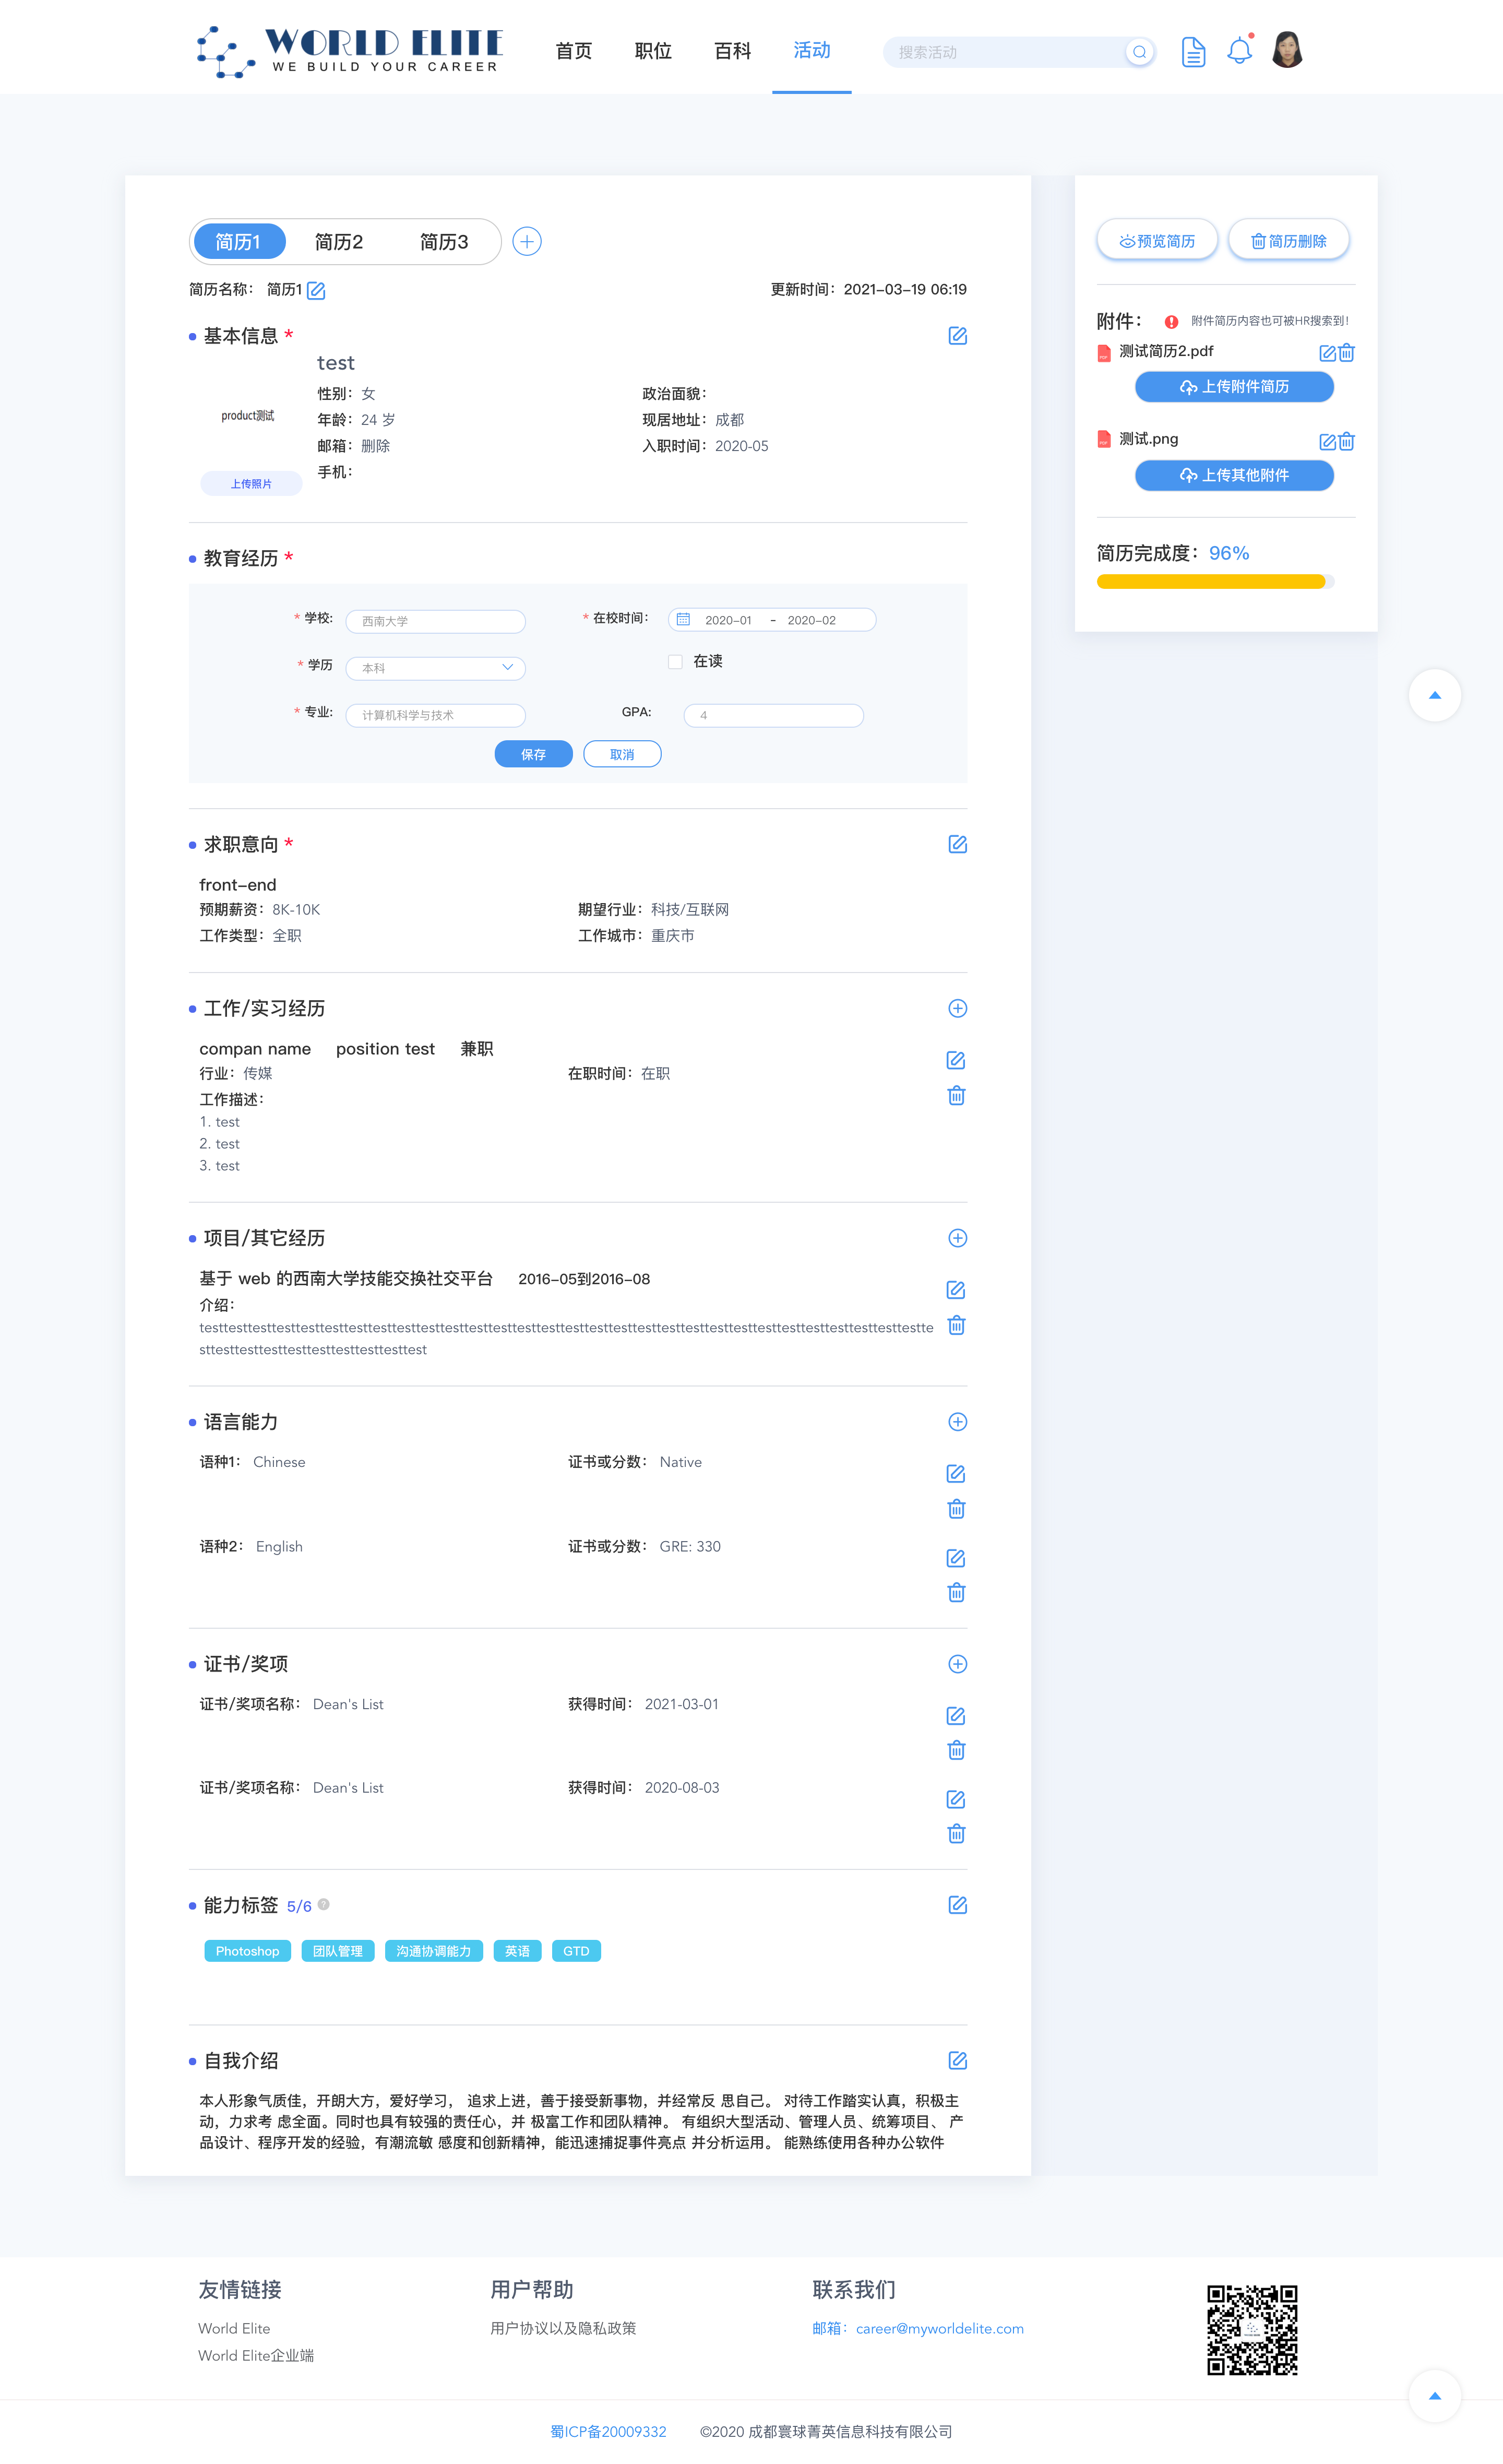 WORLD ELITE
WE BUILD YOUR CAREER
首页 职位 百科 活动 搜索活动
简历1 简历2 简历3
简历名称： 简历1 更新时间：2021-03-19 06:19
基本信息 *
test
product测试
上传照片
性别：女 政治面貌：
年龄：24 岁 现居地址：成都
邮箱：删除 入职时间：2020-05
手机：
教育经历 *
* 学校: 西南大学 * 在校时间： 2020-01 - 2020-02
* 学历 本科 在读
* 专业: 计算机科学与技术 GPA: 4
保存 取消
求职意向 *
front-end
预期薪资：8K-10K 期望行业：科技/互联网
工作类型：全职 工作城市：重庆市
工作/实习经历
compan name position test 兼职
行业：传媒 在职时间：在职
工作描述：
1. test
2. test
3. test
项目/其它经历
基于 web 的西南大学技能交换社交平台 2016-05到2016-08
介绍：
testtesttesttesttesttesttesttesttesttesttesttesttesttesttesttesttesttesttesttesttesttesttesttesttesttesttesttesttesttesttesttestte
sttesttesttesttesttesttesttesttesttest
语言能力
语种1： Chinese 证书或分数： Native
语种2： English 证书或分数： GRE: 330
证书/奖项
证书/奖项名称： Dean's List 获得时间： 2021-03-01
证书/奖项名称： Dean's List 获得时间： 2020-08-03
能力标签 5/6 ?
Photoshop 团队管理 沟通协调能力 英语 GTD
自我介绍
本人形象气质佳，开朗大方，爱好学习， 追求上进，善于接受新事物，并经常反 思自己。 对待工作踏实认真，积极主
动，力求考 虑全面。同时也具有较强的责任心，并 极富工作和团队精神。 有组织大型活动、管理人员、统筹项目、 产
品设计、程序开发的经验，有潮流敏 感度和创新精神，能迅速捕捉事件亮点 并分析运用。 能熟练使用各种办公软件
预览简历 简历删除
附件： 附件简历内容也可被HR搜索到！
测试简历2.pdf
上传附件简历
测试.png
上传其他附件
简历完成度：96%
友情链接 用户帮助 联系我们
World Elite 用户协议以及隐私政策 邮箱：career@myworldelite.com
World Elite企业端
蜀ICP备20009332 ©2020 成都寰球菁英信息科技有限公司